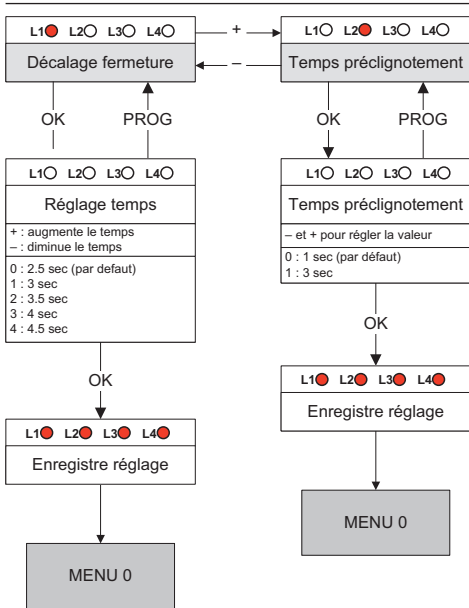 L1 L2 L3 L4
Décalage fermeture
+
–
L1 L2 L3 L4
Temps préclignotement
OK
PROG
OK
PROG
L1 L2 L3 L4
Réglage temps
+ : augmente le temps
– : diminue le temps
0 : 2.5 sec (par defaut)
1 : 3 sec
2 : 3.5 sec
3 : 4 sec
4 : 4.5 sec
L1 L2 L3 L4
Temps préclignotement
– et + pour régler la valeur
0 : 1 sec (par défaut)
1 : 3 sec
OK
OK
L1 L2 L3 L4
Enregistre réglage
L1 L2 L3 L4
Enregistre réglage
MENU 0
MENU 0